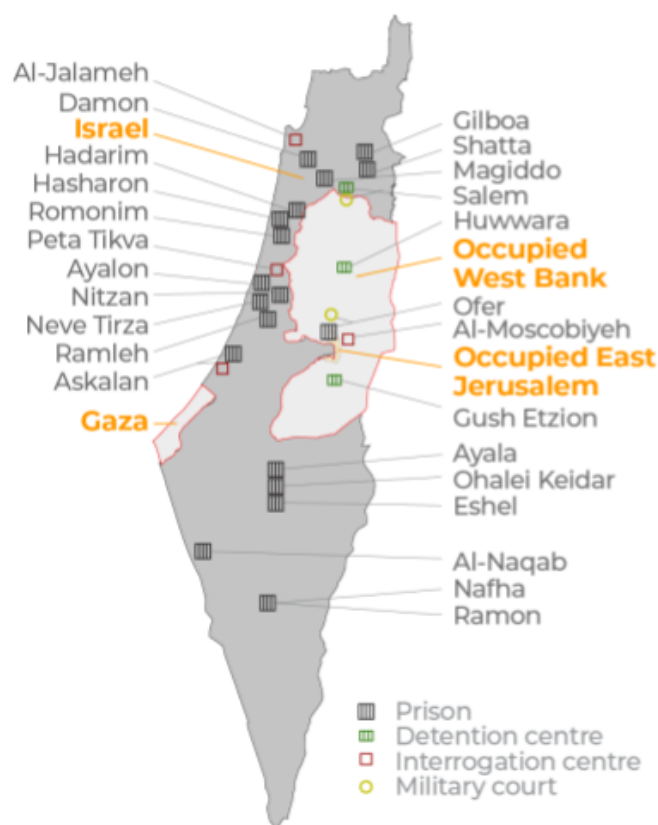 Al-Jalameh
Damon
Israel
Hadarim
Hasharon
Romonim
Peta Tikva
Ayalon
Nitzan
Neve Tirza
Ramleh
Askalan
Gaza
Gilboa
Shatta
Magiddo
Salem
Huwwara
Occupied
West Bank
Ofer
Al-Moscobiyeh
Occupied East
Jerusalem
Gush Etzion
Ayala
Ohalei Keidar
Eshel
Al-Naqab
Nafha
Ramon
Prison
Detention centre
Interrogation centre
Military court